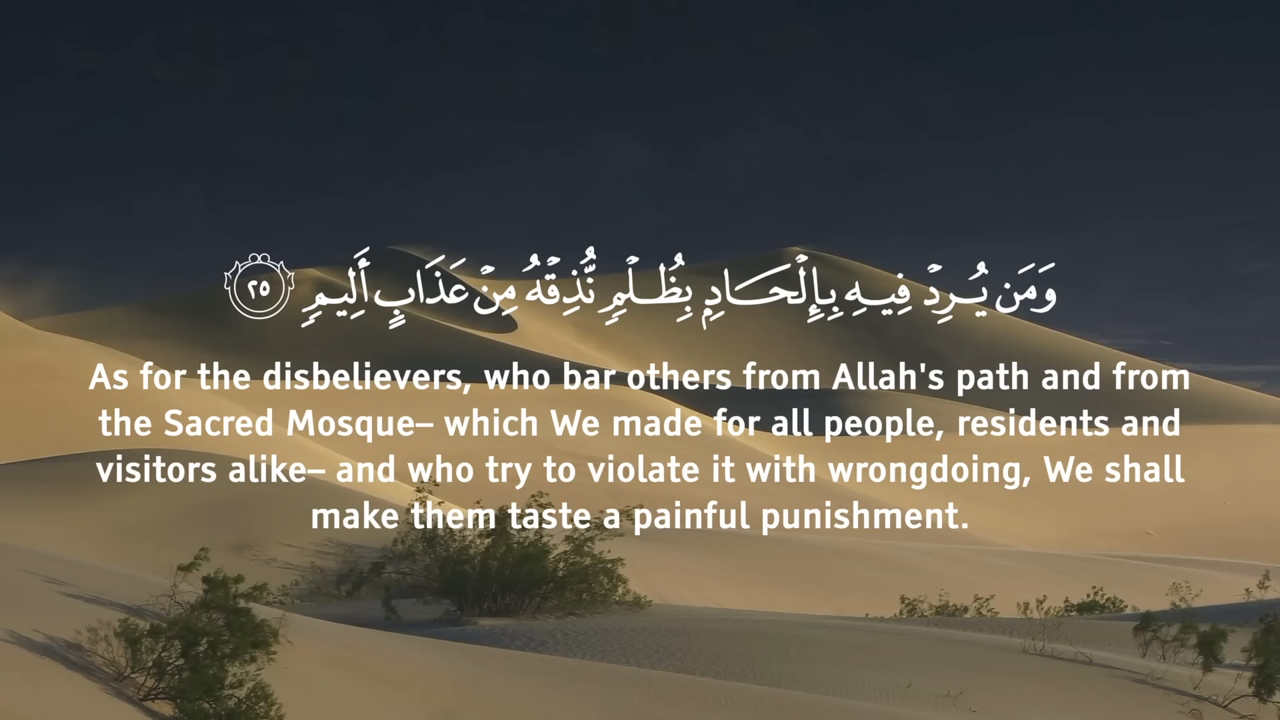 وَمَن يُرِدْ فِيهِ بِإِلْحَادٍۭ بِظُلْمٍ نُّذِقْهُ مِنْ عَذَابٍ أَلِيمٍ ٢٥
As for the disbelievers, who bar others from Allah's path and from
the Sacred Mosque– which We made for all people, residents and
visitors alike– and who try to violate it with wrongdoing, We shall
make them taste a painful punishment.